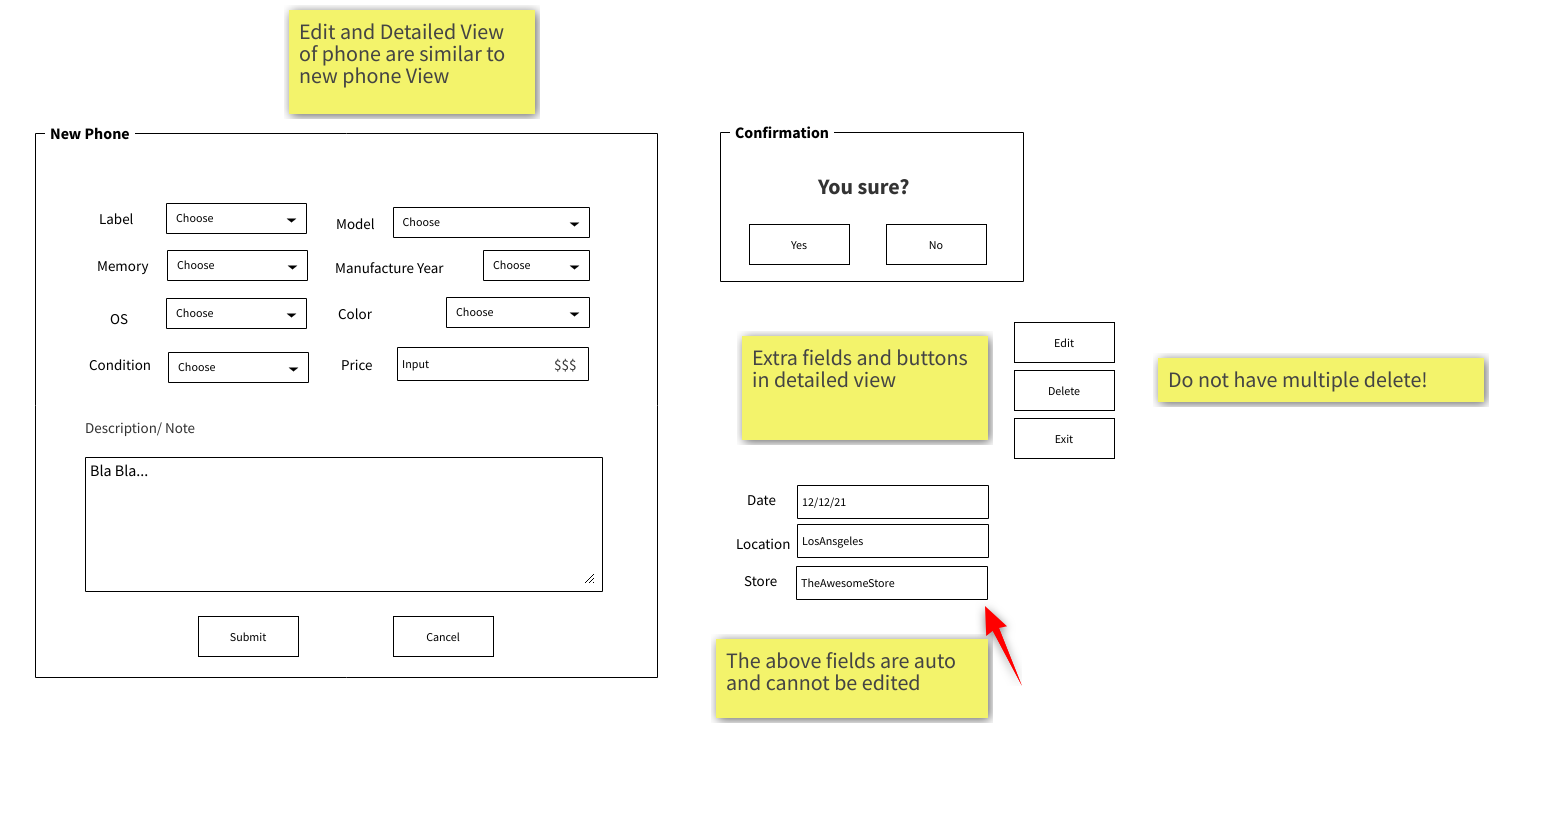 Edit and Detailed View
of phone are similar to
new phone View
New Phone
Label
Choose
Model
Choose
Memory
Choose
Manufacture Year
Choose
OS
Choose
Color
Choose
Condition
Choose
Price
Input
$$$
Description/ Note
Bla Bla...
Submit
Cancel
Confirmation
You sure?
Yes
No
Extra fields and buttons
in detailed view
Edit
Delete
Exit
Do not have multiple delete!
Date
12/12/21
Location
LosAnsgeles
Store
TheAwesomeStore
The above fields are auto
and cannot be edited